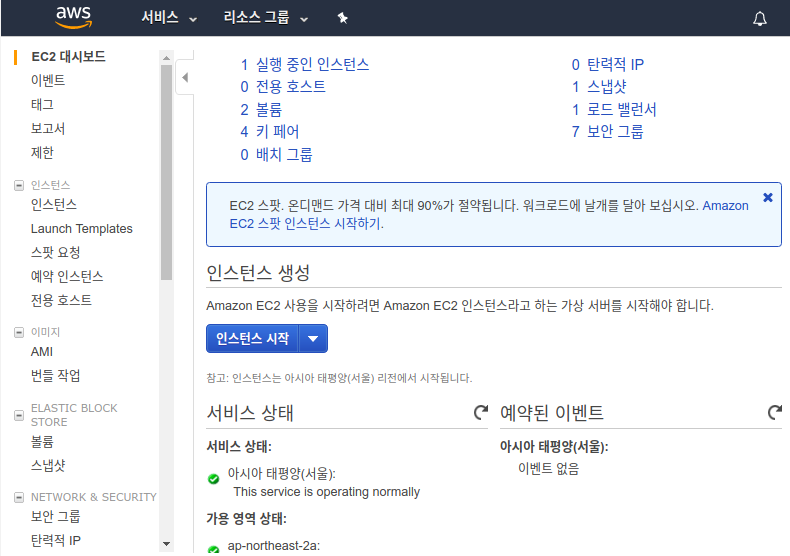 aws
서비스
리소스 그룹
EC2 대시보드
이벤트
태그
보고서
제한
인스턴스
인스턴스
Launch Templates
스팟 요청
예약 인스턴스
전용 호스트
이미지
AMI
번들 작업
ELASTIC BLOCK
STORE
볼륨
스냅샷
NETWORK & SECURITY
보안 그룹
탄력적 IP
1 실행 중인 인스턴스
0 전용 호스트
2 볼륨
4 키 페어
0 배치 그룹
0 탄력적 IP
1 스냅샷
1 로드 밸런서
7 보안 그룹
EC2 스팟. 온디맨드 가격 대비 최대 90%가 절약됩니다. 워크로드에 날개를 달아 보십시오. Amazon
EC2 스팟 인스턴스 시작하기.
인스턴스 생성
Amazon EC2 사용을 시작하려면 Amazon EC2 인스턴스라고 하는 가상 서버를 시작해야 합니다.
인스턴스 시작
참고: 인스턴스는 아시아 태평양(서울) 리전에서 시작됩니다.
서비스 상태
서비스 상태:
아시아 태평양(서울):
This service is operating normally
가용 영역 상태:
ap-northeast-2a:
예약된 이벤트
아시아 태평양(서울):
이벤트 없음